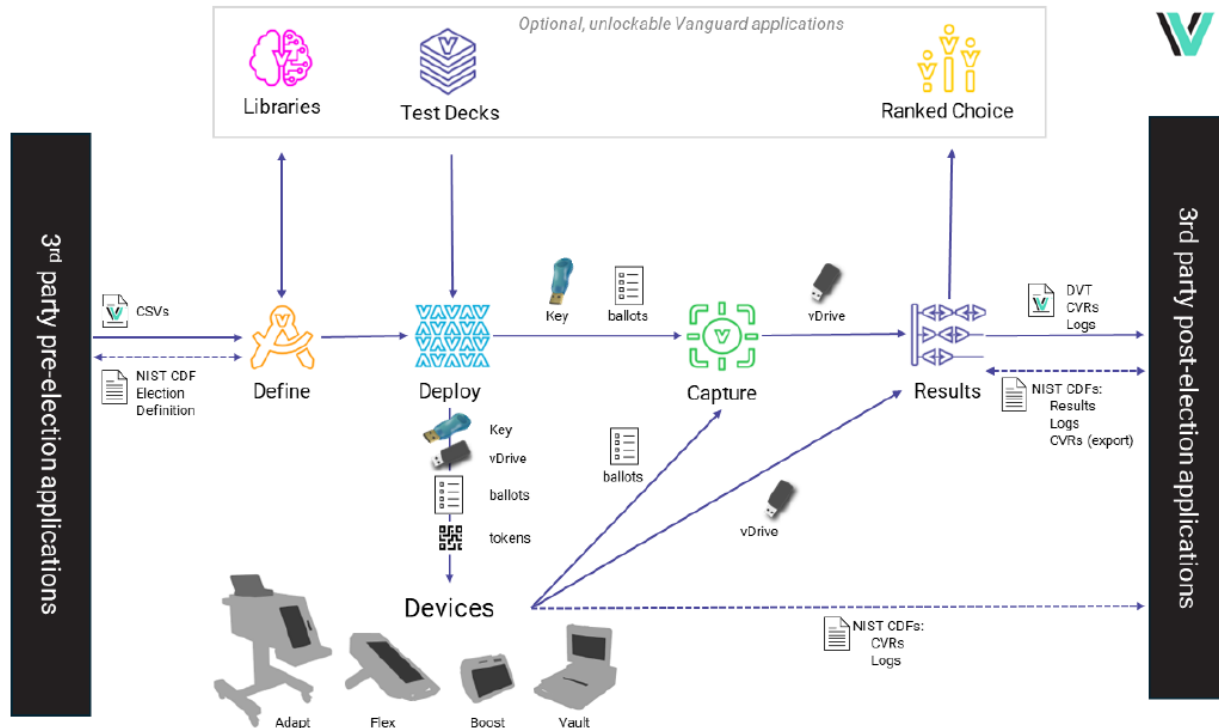 Optional, unlockable Vanguard applications
Libraries
Test Decks
Ranked Choice
3rd party pre-election applications
CSVs
NIST CDF
Election
Definition
Define
Deploy
Key
ballots
Capture
vDrive
Results
DVT
CVRs
Logs
NIST CDFs:
Results
Logs
CVRs (export)
3rd party post-election applications
Key
vDrive
ballots
tokens
ballots
vDrive
Devices
NIST CDFs:
CVRs
Logs
Adapt
Flex
Boost
Vault